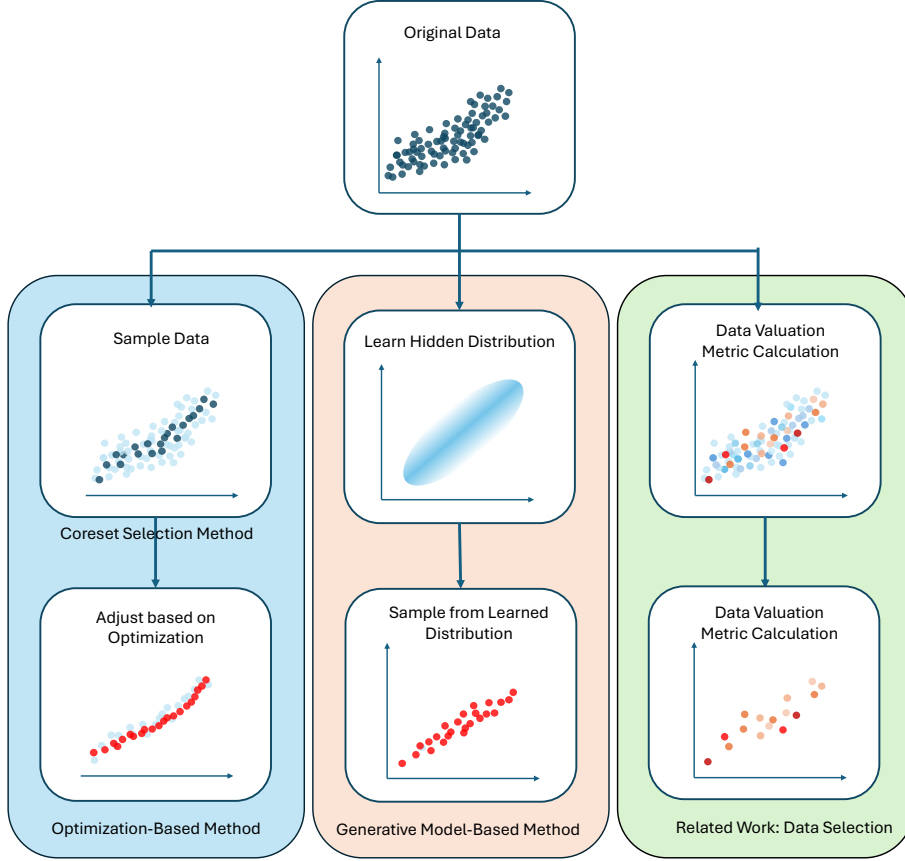 Original Data
Sample Data
Coreset Selection Method
Adjust based on
Optimization
Optimization-Based Method
Learn Hidden Distribution
Sample from Learned
Distribution
Generative Model-Based Method
Data Valuation
Metric Calculation
Data Valuation
Metric Calculation
Related Work: Data Selection